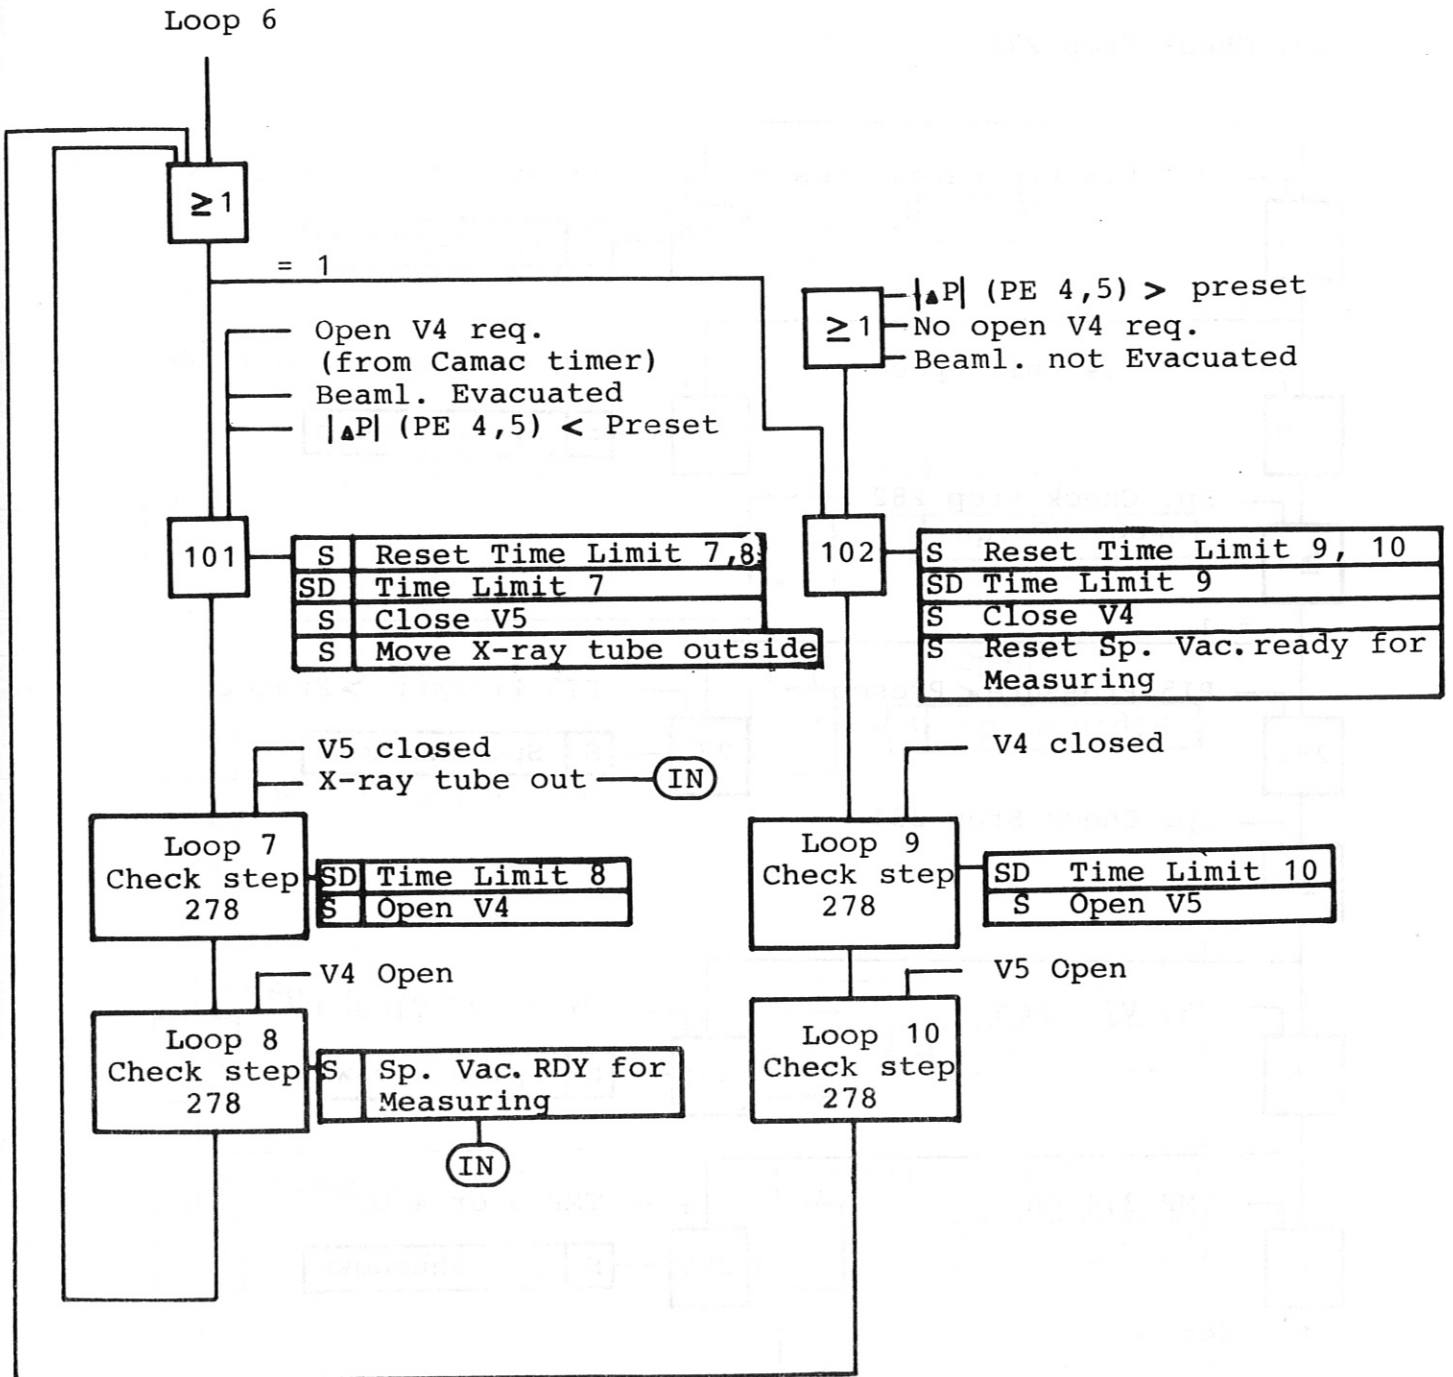 Loop 6
≥1
= 1
Open V4 req.
(from Camac timer)
Beaml. Evacuated
|▲P| (PE 4,5) < Preset
≥1
|▲P| (PE 4,5) > preset
No open V4 req.
Beaml. not Evacuated
101
S Reset Time Limit 7,8
SD Time Limit 7
S Close V5
S Move X-ray tube outside
102
S Reset Time Limit 9, 10
SD Time Limit 9
S Close V4
S Reset Sp. Vac. ready for
Measuring
V5 closed
X-ray tube out
IN
V4 closed
Loop 7
Check step
278
SD Time Limit 8
S Open V4
Loop 9
Check step
278
SD Time Limit 10
S Open V5
V4 Open
V5 Open
Loop 8
Check step
278
S Sp. Vac. RDY for
Measuring
IN
Loop 10
Check step
278